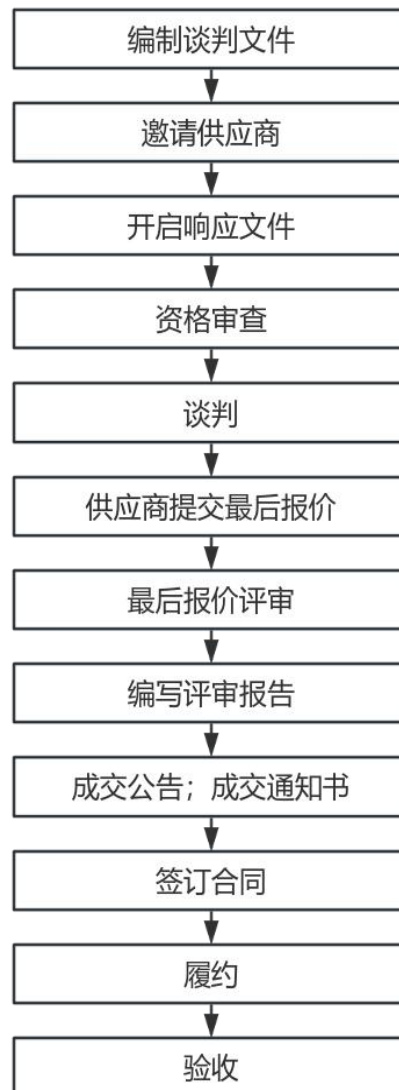 编制谈判文件
邀请供应商
开启响应文件
资格审查
谈判
供应商提交最后报价
最后报价评审
编写评审报告
成交公告；成交通知书
签订合同
履约
验收